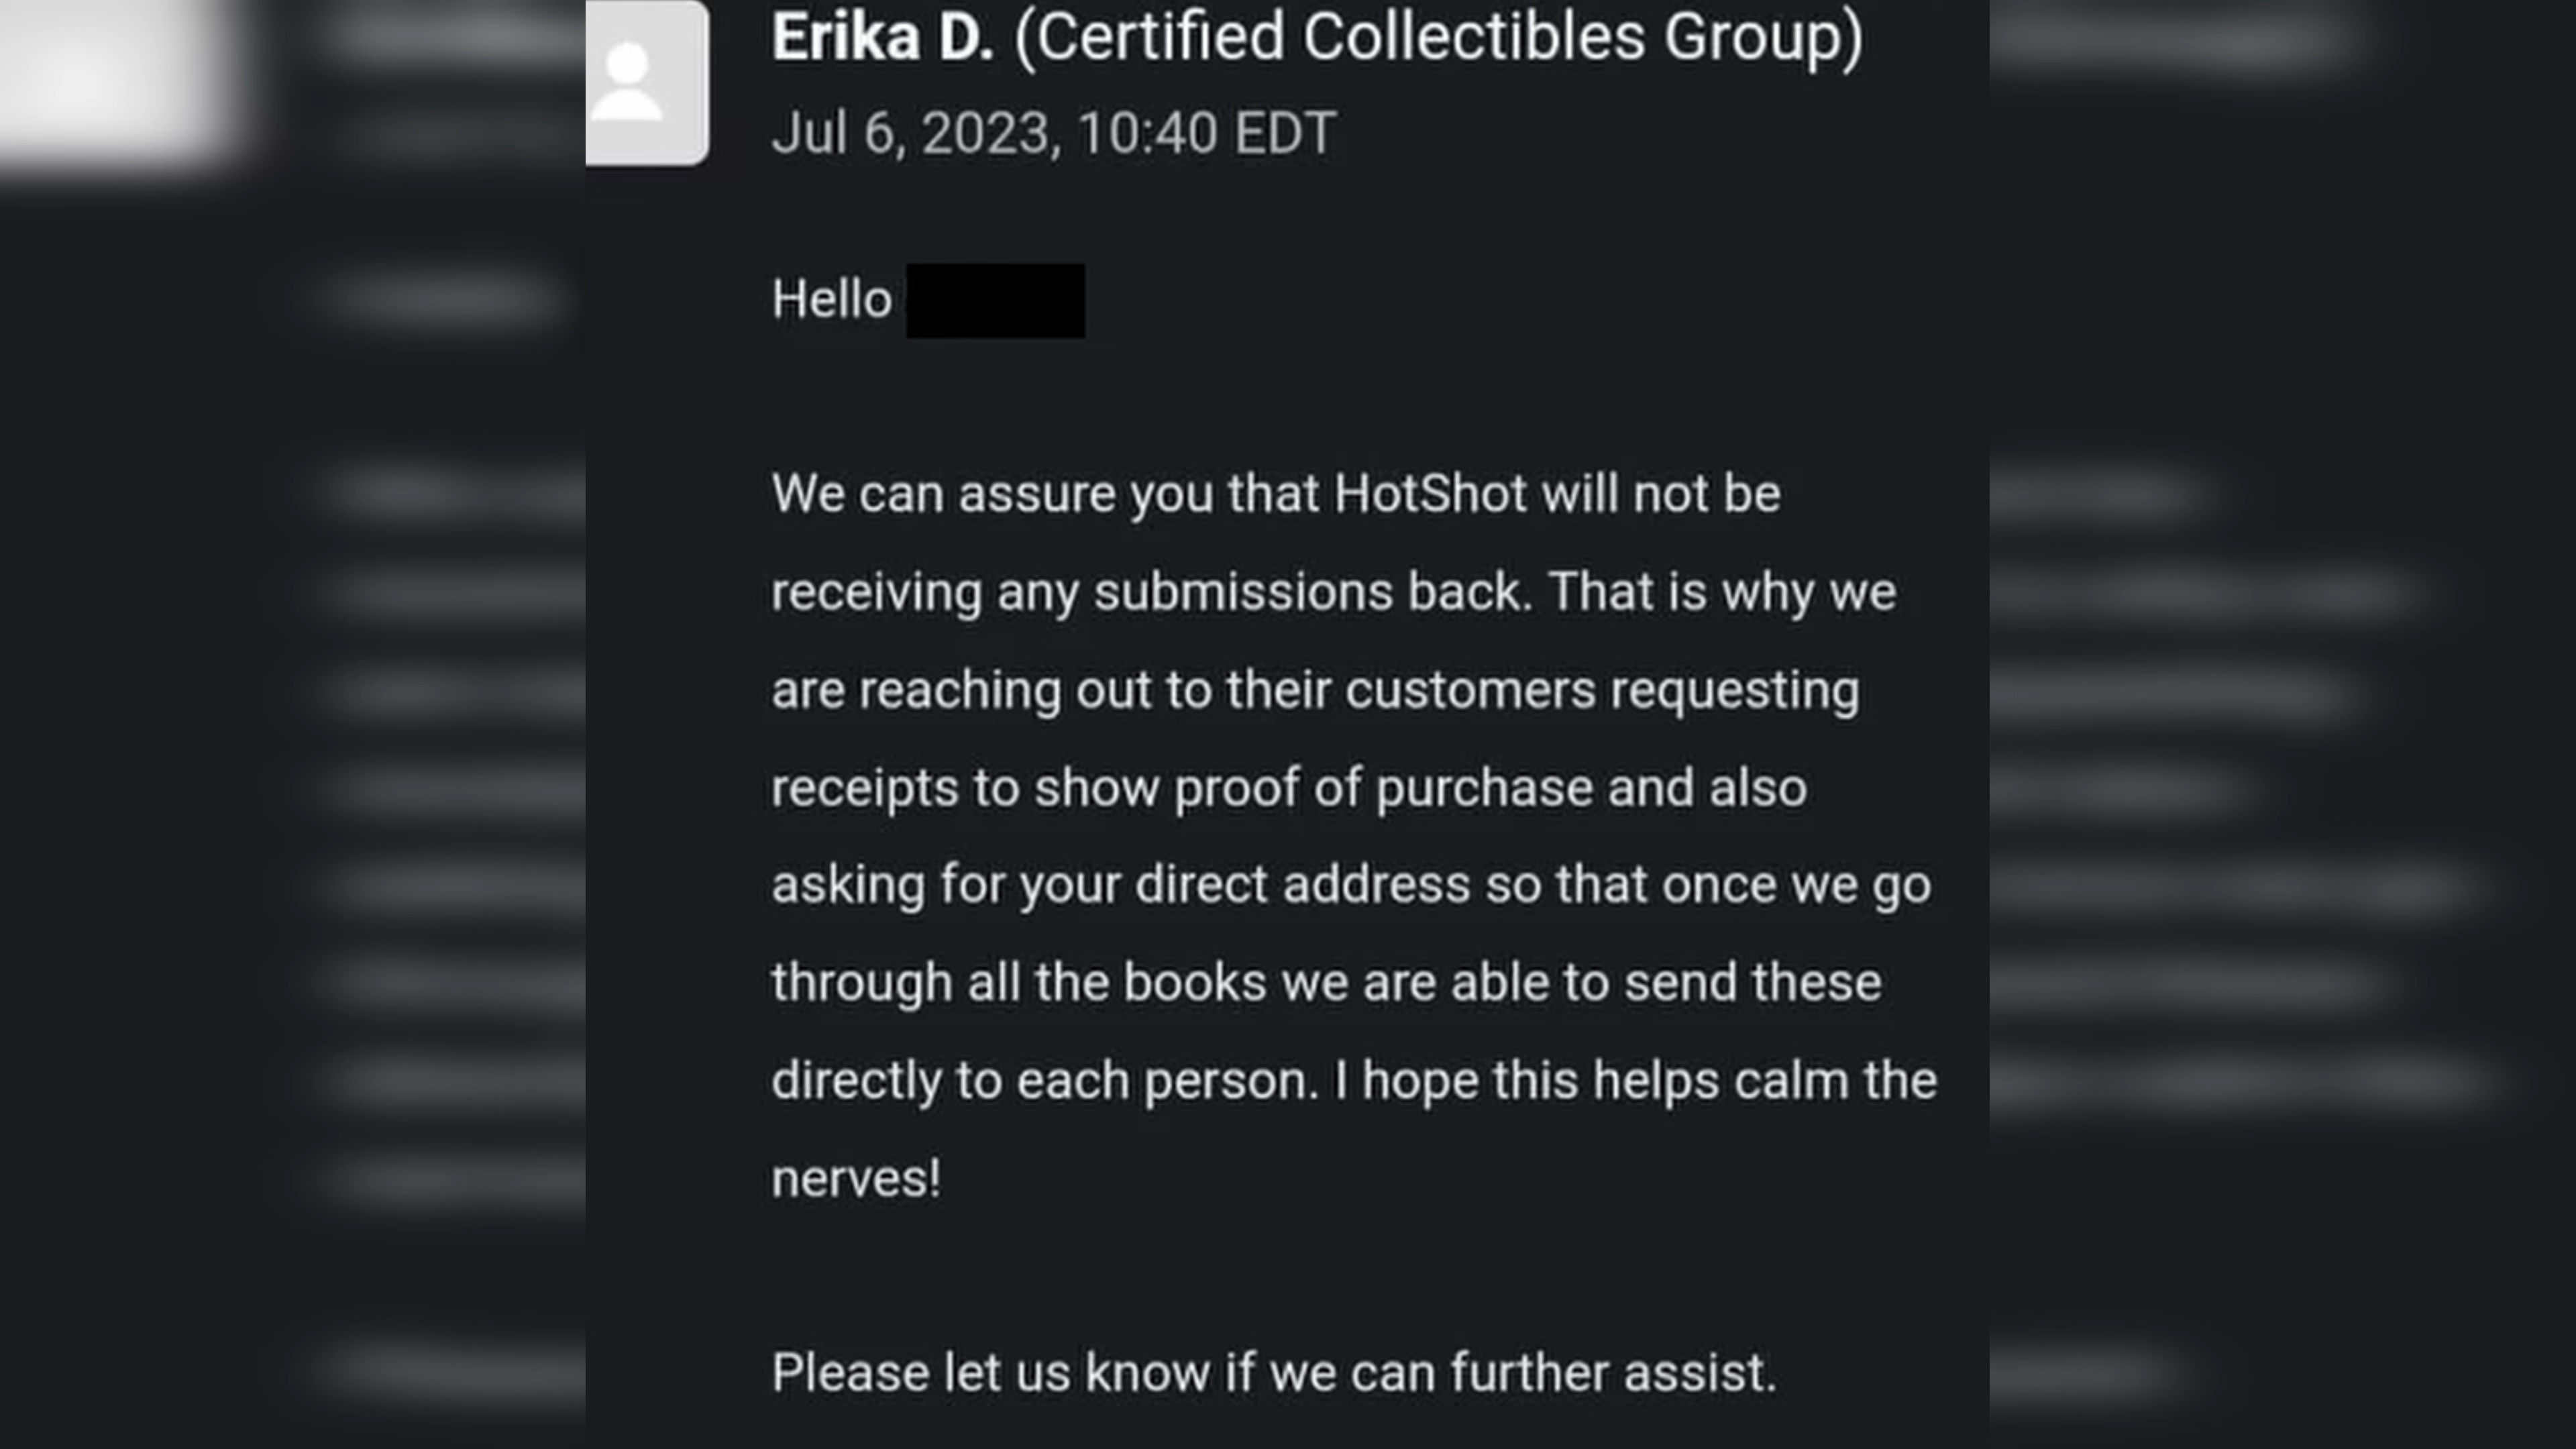 Erika D. (Certified Collectibles Group)
Jul 6, 2023, 10:40 EDT
Hello
We can assure you that HotShot will not be
receiving any submissions back. That is why we
are reaching out to their customers requesting
receipts to show proof of purchase and also
asking for your direct address so that once we go
through all the books we are able to send these
directly to each person. I hope this helps calm the
nerves!
Please let us know if we can further assist.